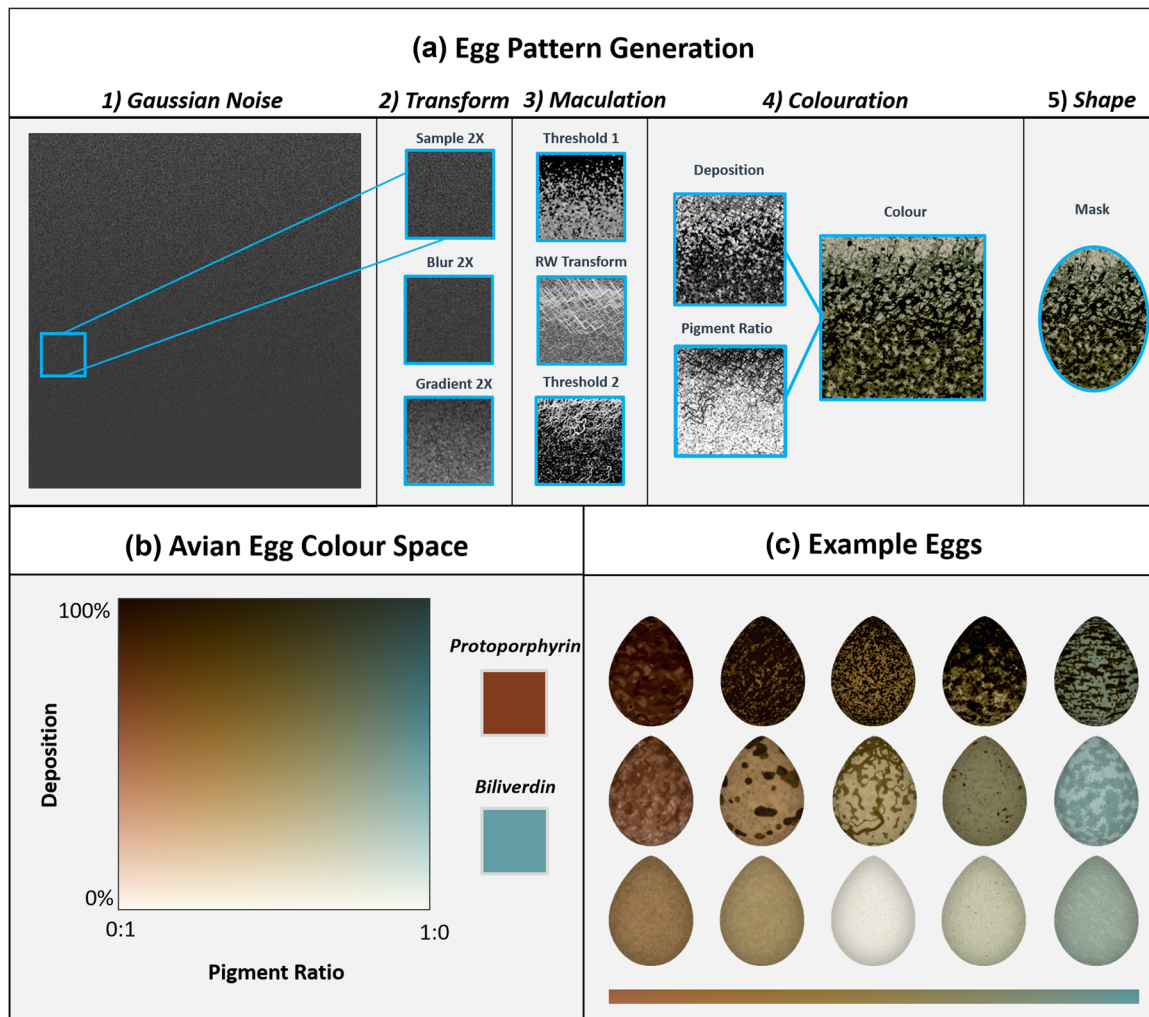 (a) Egg Pattern Generation
1) Gaussian Noise
2) Transform
3) Maculation
4) Colouration
5) Shape
Sample 2X
Blur 2X
Gradient 2X
Threshold 1
RW Transform
Threshold 2
Deposition
Pigment Ratio
Colour
Mask
(b) Avian Egg Colour Space
100%
Deposition
0%
0:1
1:0
Pigment Ratio
Protoporphyrin
Biliverdin
(c) Example Eggs